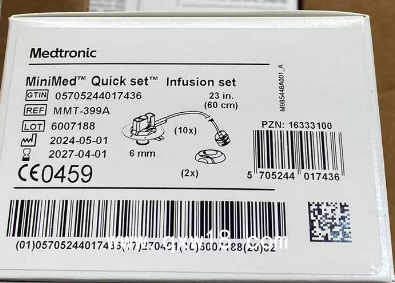 Medtronic
MiniMed™ Quick set™ Infusion set
GTIN 05705244017436
REF MMT-399A
LOT 6007188
2024-05-01
2027-04-01
CE0459
23 in.
(60 cm)
(10x)
6 mm
(2x)
M985448A001_A
PZN: 16333100
5 705244 017436